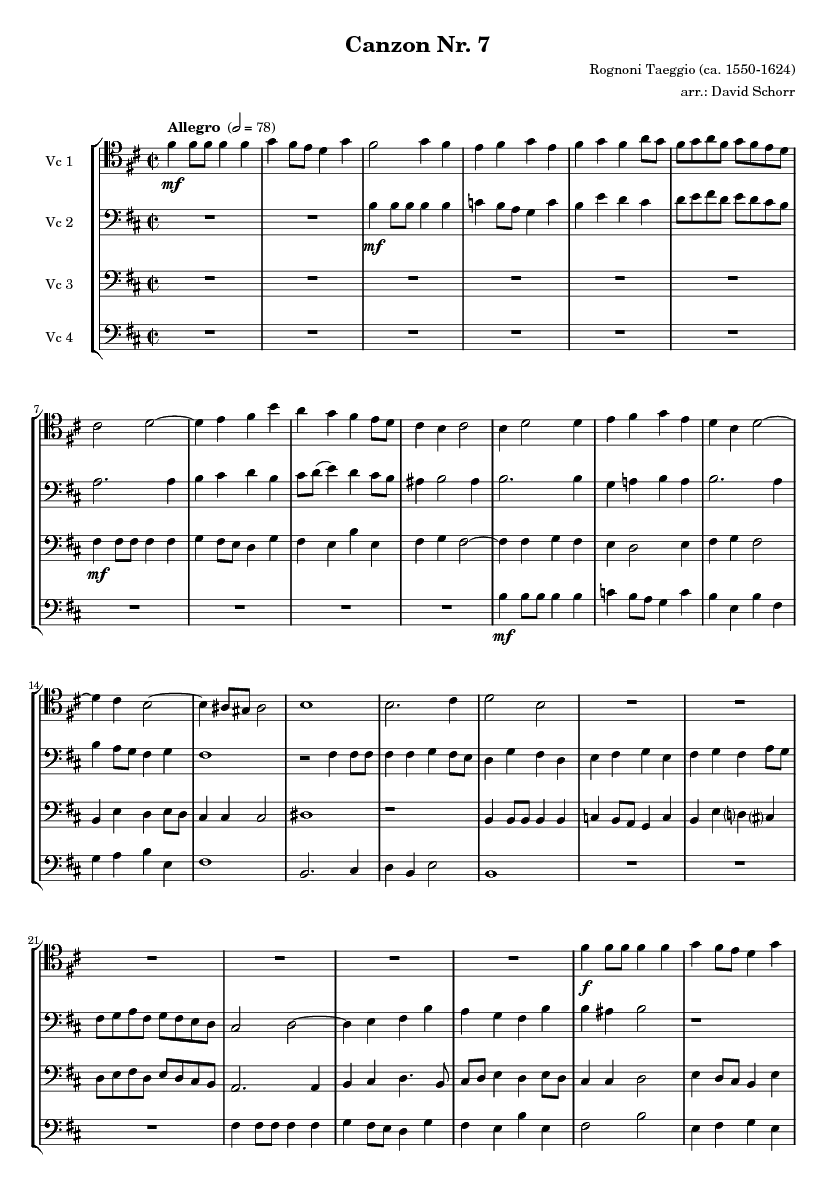 Canzon Nr. 7
Rognoni Taeggio (ca. 1550-1624)
arr.: David Schorr
Allegro (𝅗𝅥 = 78)
Vc 1
mf
Vc 2
mf
Vc 3
Vc 4
7
mf
mf
14
21
f